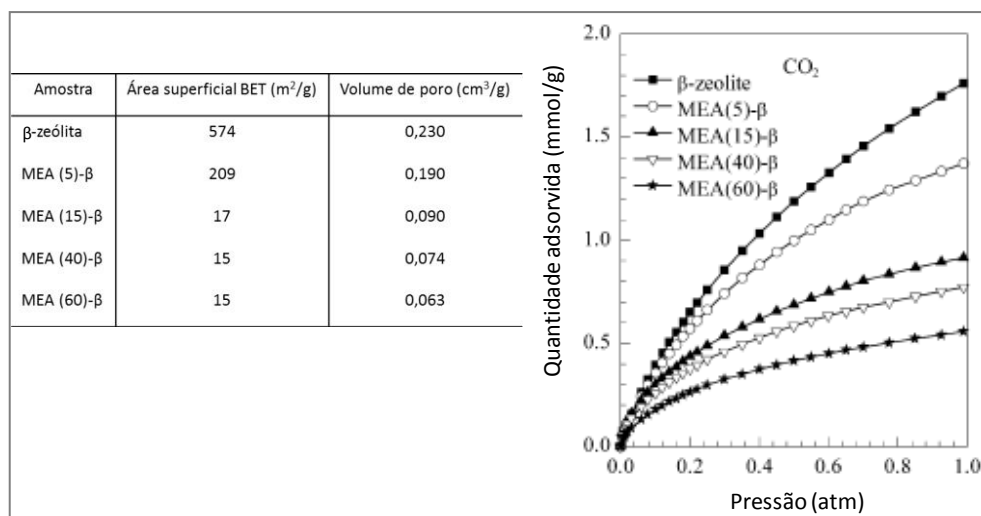 Amostra Área superficial BET (m²/g) Volume de poro (cm³/g)
β-zeólita 574 0,230
MEA (5)-β 209 0,190
MEA (15)-β 17 0,090
MEA (40)-β 15 0,074
MEA (60)-β 15 0,063
Quantidade adsorvida (mmol/g)
2.0
1.5
1.0
0.5
0.0
CO₂
β-zeolite
MEA(5)-β
MEA(15)-β
MEA(40)-β
MEA(60)-β
0.0 0.2 0.4 0.6 0.8 1.0
Pressão (atm)